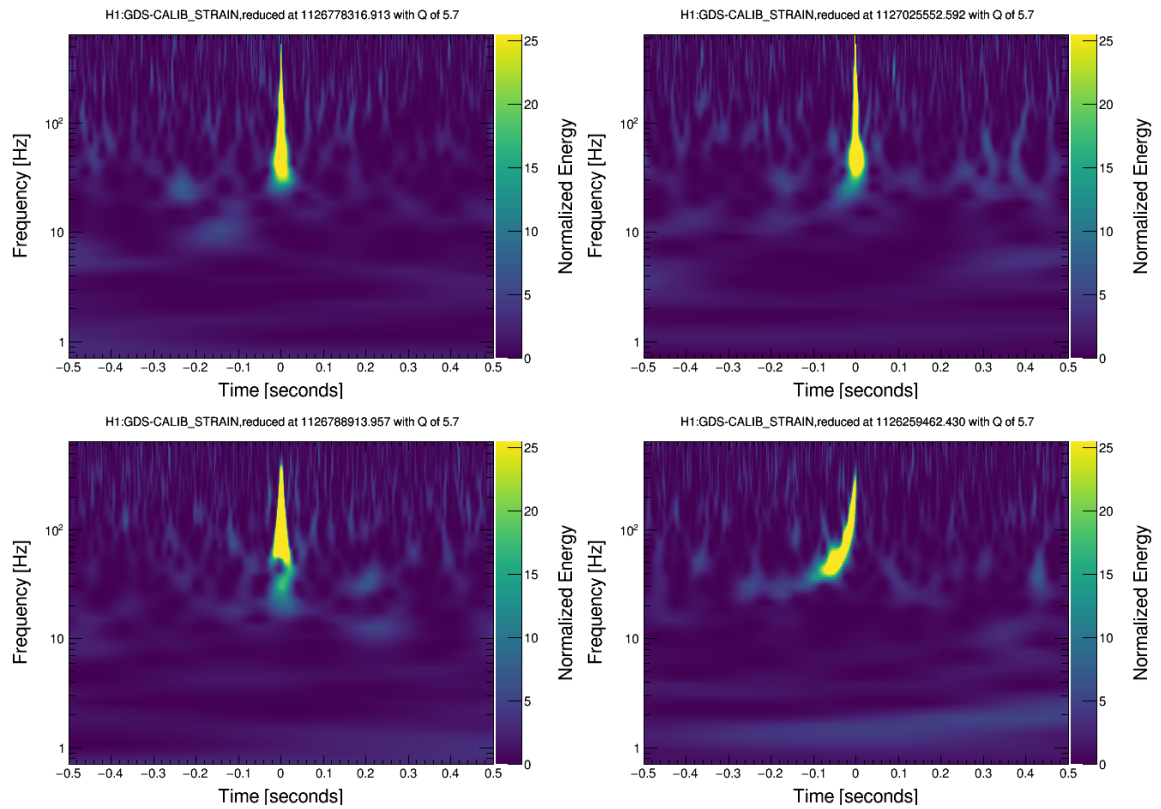 H1:GDS-CALIB_STRAIN,reduced at 1126778316.913 with Q of 5.7
Frequency [Hz]
10²
10
1
−0.5 −0.4 −0.3 −0.2 −0.1 0 0.1 0.2 0.3 0.4 0.5
Time [seconds]
25
20
15
10
5
0
Normalized Energy
H1:GDS-CALIB_STRAIN,reduced at 1127025552.592 with Q of 5.7
Frequency [Hz]
10²
10
1
−0.5 −0.4 −0.3 −0.2 −0.1 0 0.1 0.2 0.3 0.4 0.5
Time [seconds]
25
20
15
10
5
0
Normalized Energy
H1:GDS-CALIB_STRAIN,reduced at 1126788913.957 with Q of 5.7
Frequency [Hz]
10²
10
1
−0.5 −0.4 −0.3 −0.2 −0.1 0 0.1 0.2 0.3 0.4 0.5
Time [seconds]
25
20
15
10
5
0
Normalized Energy
H1:GDS-CALIB_STRAIN,reduced at 1126259462.430 with Q of 5.7
Frequency [Hz]
10²
10
1
−0.5 −0.4 −0.3 −0.2 −0.1 0 0.1 0.2 0.3 0.4 0.5
Time [seconds]
25
20
15
10
5
0
Normalized Energy